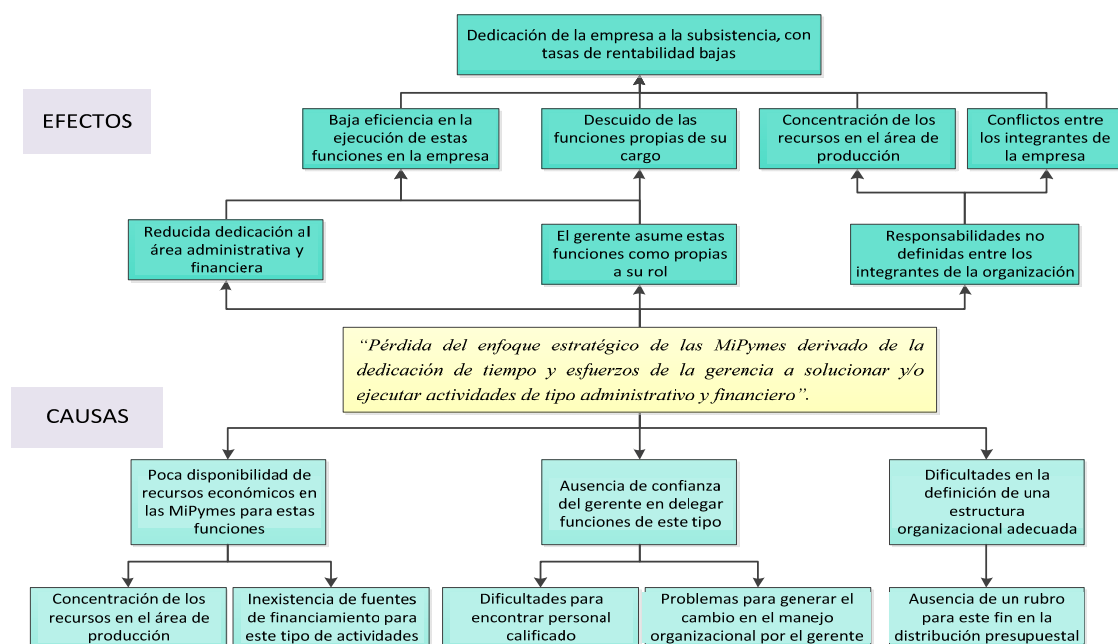 Dedicación de la empresa a la subsistencia, con
tasas de rentabilidad bajas
EFECTOS
Baja eficiencia en la
ejecución de estas
funciones en la empresa
Descuido de las
funciones propias de su
cargo
Concentración de los
recursos en el área de
producción
Conflictos entre
los integrantes de
la empresa
Reducida dedicación al
área administrativa y
financiera
El gerente asume estas
funciones como propias
a su rol
Responsabilidades no
definidas entre los
integrantes de la organización
“Pérdida del enfoque estratégico de las MiPymes derivado de la
dedicación de tiempo y esfuerzos de la gerencia a solucionar y/o
ejecutar actividades de tipo administrativo y financiero”.
CAUSAS
Poca disponibilidad de
recursos económicos en
las MiPymes para estas
funciones
Ausencia de confianza
del gerente en delegar
funciones de este tipo
Dificultades en la
definición de una
estructura
organizacional adecuada
Concentración de los
recursos en el área de
producción
Inexistencia de fuentes
de financiamiento para
este tipo de actividades
Dificultades para
encontrar personal
calificado
Problemas para generar el
cambio en el manejo
organizacional por el gerente
Ausencia de un rubro
para este fin en la
distribución presupuestal